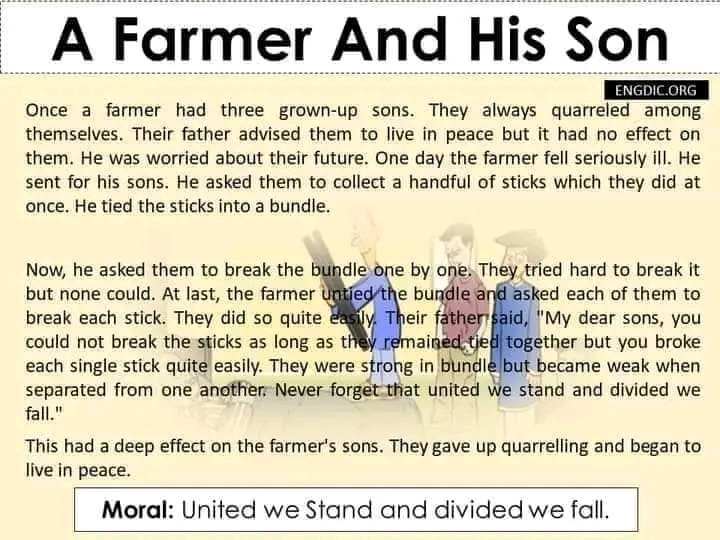 A Farmer And His Son
ENGDIC.ORG
Once a farmer had three grown-up sons. They always quarreled among
themselves. Their father advised them to live in peace but it had no effect on
them. He was worried about their future. One day the farmer fell seriously ill. He
sent for his sons. He asked them to collect a handful of sticks which they did at
once. He tied the sticks into a bundle.
Now, he asked them to break the bundle one by one. They tried hard to break it
but none could. At last, the farmer untied the bundle and asked each of them to
break each stick. They did so quite easily. Their father said, "My dear sons, you
could not break the sticks as long as they remained tied together but you broke
each single stick quite easily. They were strong in bundle but became weak when
separated from one another. Never forget that united we stand and divided we
fall."
This had a deep effect on the farmer's sons. They gave up quarrelling and began to
live in peace.
Moral: United we Stand and divided we fall.